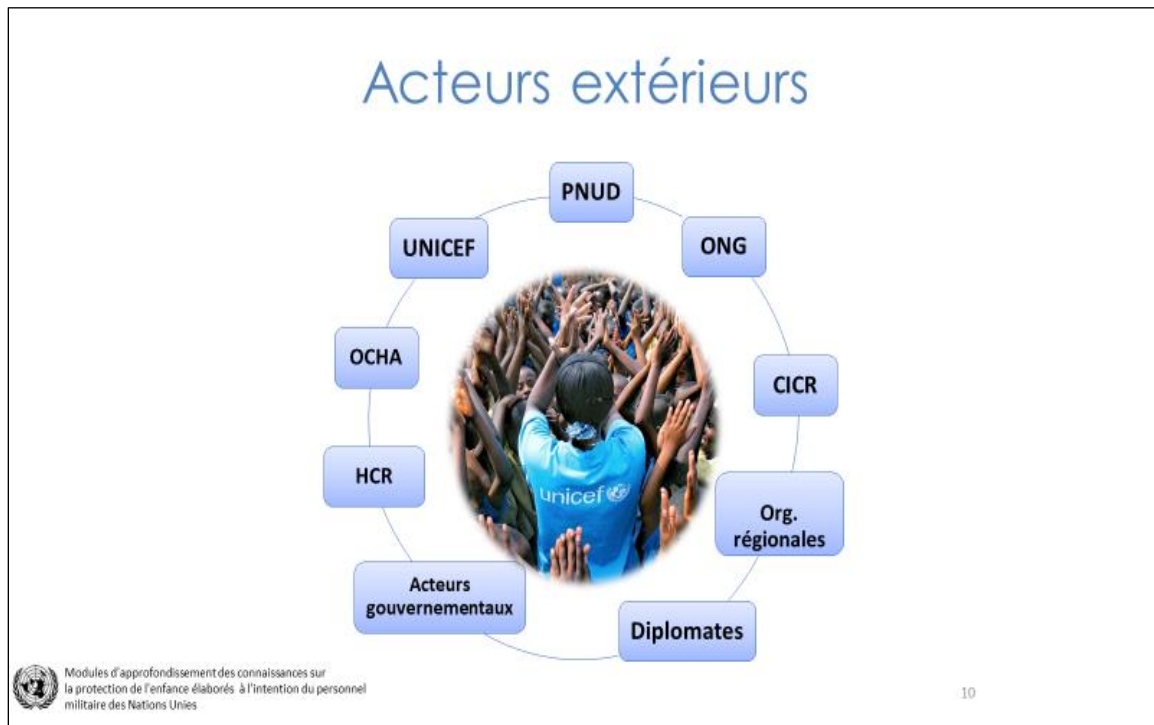 Acteurs extérieurs
PNUD
ONG
UNICEF
OCHA
CICR
HCR
Org.
régionales
Acteurs
gouvernementaux
Diplomates
unicef
Modules d'approfondissement des connaissances sur
la protection de l'enfance élaborés à l'intention du personnel
militaire des Nations Unies
10